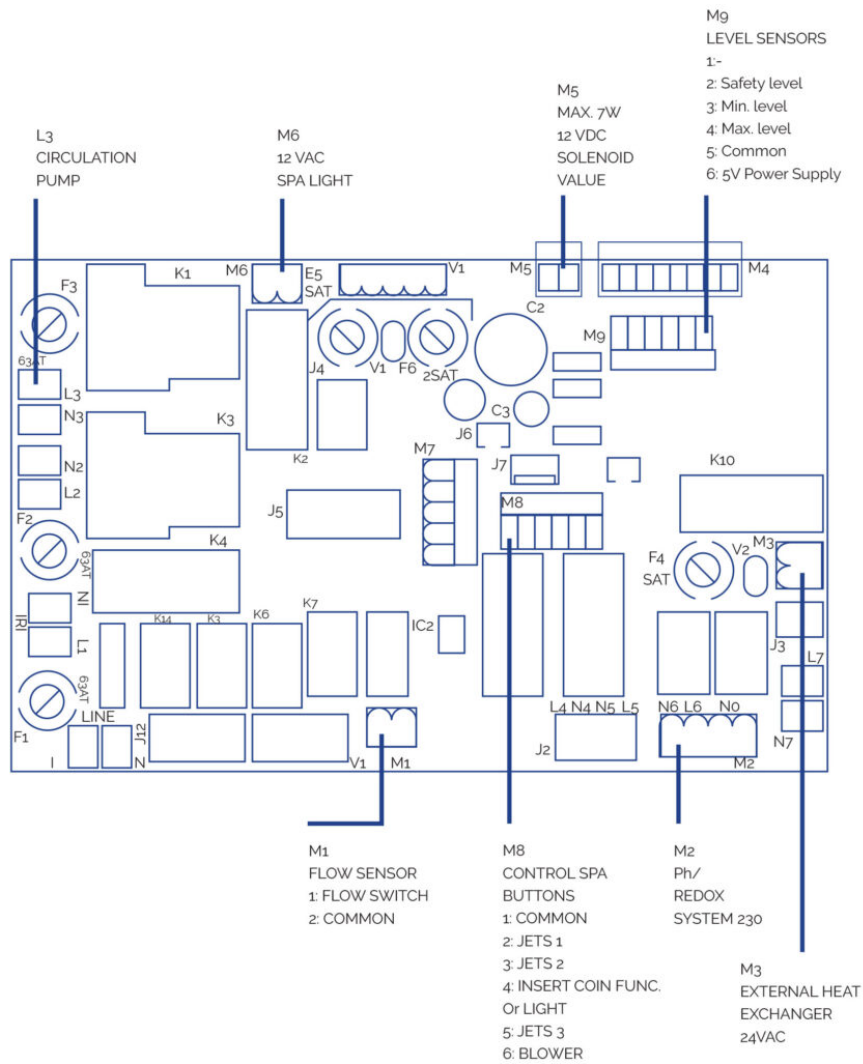 M9
LEVEL SENSORS
1:-
2: Safety level
3: Min. level
4: Max. level
5: Common
6: 5V Power Supply
M5
MAX. 7W
12 VDC
SOLENOID
VALUE
M6
12 VAC
SPA LIGHT
L3
CIRCULATION
PUMP
F3
K1
M6
E5
SAT
V1
M5
M4
63AT
L3
N3
N2
L2
J4
V1
F6
2SAT
C2
M9
K3
K2
C3
J6
M7
J7
K10
F2
63AT
J5
M8
K4
F4
SAT
V2
M3
NI
IRI
L1
K14
K3
K6
K7
IC2
J3
L7
63AT
F1
LINE
J12
I
N
V1
M1
L4 N4 N5 L5
J2
N6 L6 N0
M2
N7
M1
FLOW SENSOR
1: FLOW SWITCH
2: COMMON
M8
CONTROL SPA
BUTTONS
1: COMMON
2: JETS 1
3: JETS 2
4: INSERT COIN FUNC.
Or LIGHT
5: JETS 3
6: BLOWER
M2
Ph/
REDOX
SYSTEM 230
M3
EXTERNAL HEAT
EXCHANGER
24VAC